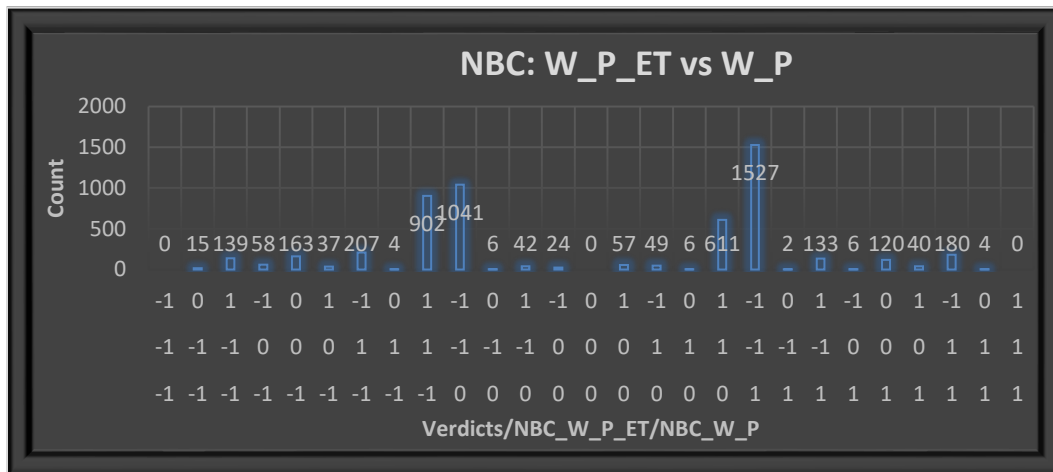 NBC: W_P_ET vs W_P
2000
1500
1000
500
0
Count
0 15 139 58 163 37 207 4 902 1041 6 42 24 0 57 49 6 611 1527 2 133 6 120 40 180 4 0
-1 0 1 -1 0 1 -1 0 1 -1 0 1 -1 0 1 -1 0 1 -1 0 1 -1 0 1 -1 0 1
-1 -1 -1 0 0 0 1 1 1 -1 -1 -1 0 0 0 1 1 1 -1 -1 -1 0 0 0 1 1 1
-1 -1 -1 -1 -1 -1 -1 -1 -1 0 0 0 0 0 0 0 0 0 1 1 1 1 1 1 1 1 1
Verdicts/NBC_W_P_ET/NBC_W_P